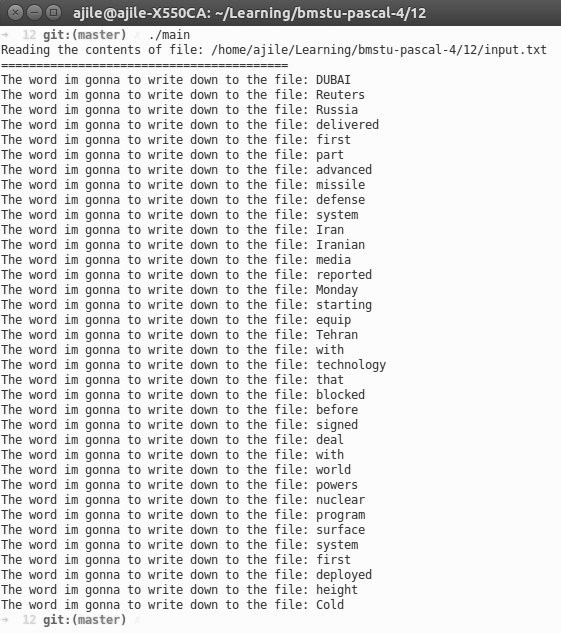 ajile@ajile-X550CA: ~/Learning/bmstu-pascal-4/12
➜ 12 git:(master) ✗ ./main
Reading the contents of file: /home/ajile/Learning/bmstu-pascal-4/12/input.txt
=========================================
The word im gonna to write down to the file: DUBAI
The word im gonna to write down to the file: Reuters
The word im gonna to write down to the file: Russia
The word im gonna to write down to the file: delivered
The word im gonna to write down to the file: first
The word im gonna to write down to the file: part
The word im gonna to write down to the file: advanced
The word im gonna to write down to the file: missile
The word im gonna to write down to the file: defense
The word im gonna to write down to the file: system
The word im gonna to write down to the file: Iran
The word im gonna to write down to the file: Iranian
The word im gonna to write down to the file: media
The word im gonna to write down to the file: reported
The word im gonna to write down to the file: Monday
The word im gonna to write down to the file: starting
The word im gonna to write down to the file: equip
The word im gonna to write down to the file: Tehran
The word im gonna to write down to the file: with
The word im gonna to write down to the file: technology
The word im gonna to write down to the file: that
The word im gonna to write down to the file: blocked
The word im gonna to write down to the file: before
The word im gonna to write down to the file: signed
The word im gonna to write down to the file: deal
The word im gonna to write down to the file: with
The word im gonna to write down to the file: world
The word im gonna to write down to the file: powers
The word im gonna to write down to the file: nuclear
The word im gonna to write down to the file: program
The word im gonna to write down to the file: surface
The word im gonna to write down to the file: system
The word im gonna to write down to the file: first
The word im gonna to write down to the file: deployed
The word im gonna to write down to the file: height
The word im gonna to write down to the file: Cold
➜ 12 git:(master) ✗